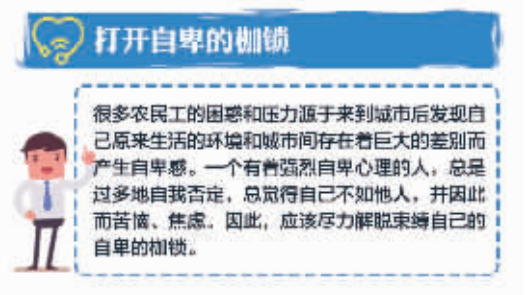 打开自卑的枷锁
很多农民工的困惑和压力源于来到城市后发现自
己原来生活的环境和城市间存在着巨大的差别而
产生自卑感。一个有着强烈自卑心理的人，总是
过多地自我否定，总觉得自己不如他人，并因此
而苦恼、焦虑。因此，应该尽力解脱束缚自己的
自卑的枷锁。